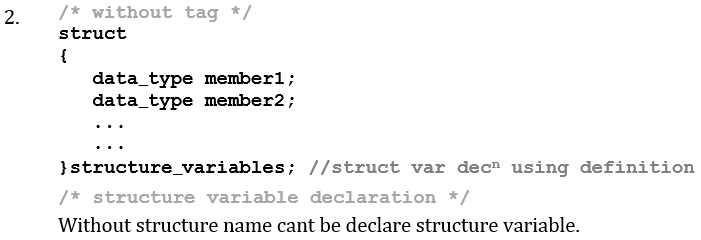 2. /* without tag */
struct
{
data_type member1;
data_type member2;
...
...
}structure_variables; //struct var decⁿ using definition
/* structure variable declaration */
Without structure name cant be declare structure variable.